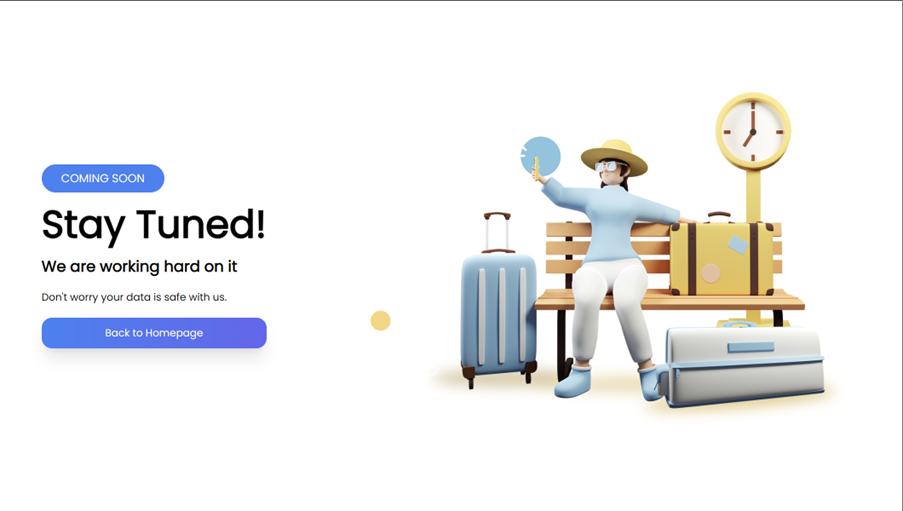 COMING SOON
Stay Tuned!
We are working hard on it
Don't worry your data is safe with us.
Back to Homepage